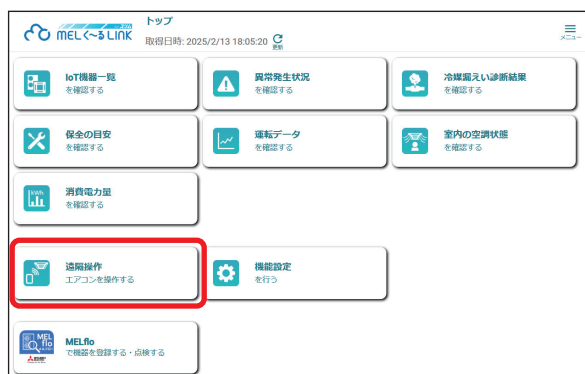 MELく~るLINK
トップ
取得日時: 2025/2/13 18:05:20
更新
メニュー
IoT機器一覧
を確認する
異常発生状況
を確認する
冷媒漏えい診断結果
を確認する
保全の目安
を確認する
運転データ
を確認する
室内の空調状態
を確認する
kWh
消費電力量
を確認する
遠隔操作
エアコンを操作する
機能設定
を行う
MEL
flo
MELflo
で機器を登録する・点検する